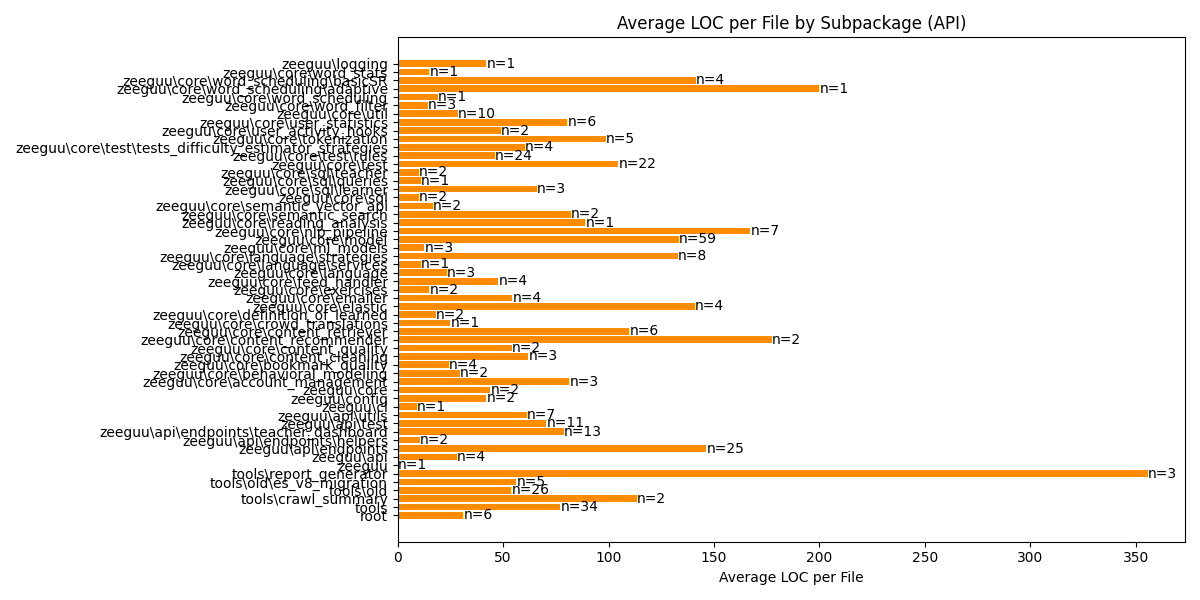 Average LOC per File by Subpackage (API)
zeeguu\logging n=1
zeeguu\core\word_stats n=1
zeeguu\core\word_scheduling\basicSR n=4
zeeguu\core\word_scheduling\adaptive n=1
zeeguu\core\word_scheduling n=1
zeeguu\core\word_filter n=3
zeeguu\core\util n=10
zeeguu\core\user_statistics n=6
zeeguu\core\user_activity_hooks n=2
zeeguu\core\tokenization n=5
zeeguu\core\test\tests_difficulty_estimator_strategies n=4
zeeguu\core\test\rules n=24
zeeguu\core\test n=22
zeeguu\core\sql\teacher n=2
zeeguu\core\sql\queries n=1
zeeguu\core\sql\learner n=3
zeeguu\core\sql n=2
zeeguu\core\semantic_vector_api n=2
zeeguu\core\semantic_search n=2
zeeguu\core\reading_analysis n=1
zeeguu\core\nlp_pipeline n=7
zeeguu\core\model n=59
zeeguu\core\ml_models n=3
zeeguu\core\language\strategies n=8
zeeguu\core\language\services n=1
zeeguu\core\language n=3
zeeguu\core\feed_handler n=4
zeeguu\core\exercises n=2
zeeguu\core\emailer n=4
zeeguu\core\elastic n=4
zeeguu\core\definition_of_learned n=2
zeeguu\core\crowd_translations n=1
zeeguu\core\content_retriever n=6
zeeguu\core\content_recommender n=2
zeeguu\core\content_quality n=2
zeeguu\core\content_cleaning n=3
zeeguu\core\bookmark_quality n=4
zeeguu\core\behavioral_modeling n=2
zeeguu\core\account_management n=3
zeeguu\core n=2
zeeguu\config n=2
zeeguu\cl n=1
zeeguu\api\utils n=7
zeeguu\api\test n=11
zeeguu\api\endpoints\teacher_dashboard n=13
zeeguu\api\endpoints\helpers n=2
zeeguu\api\endpoints n=25
zeeguu\api n=4
zeeguu n=1
tools\report_generator n=3
tools\old\es_v8_migration n=5
tools\old n=26
tools\crawl_summary n=2
tools n=34
root n=6
0 50 100 150 200 250 300 350
Average LOC per File